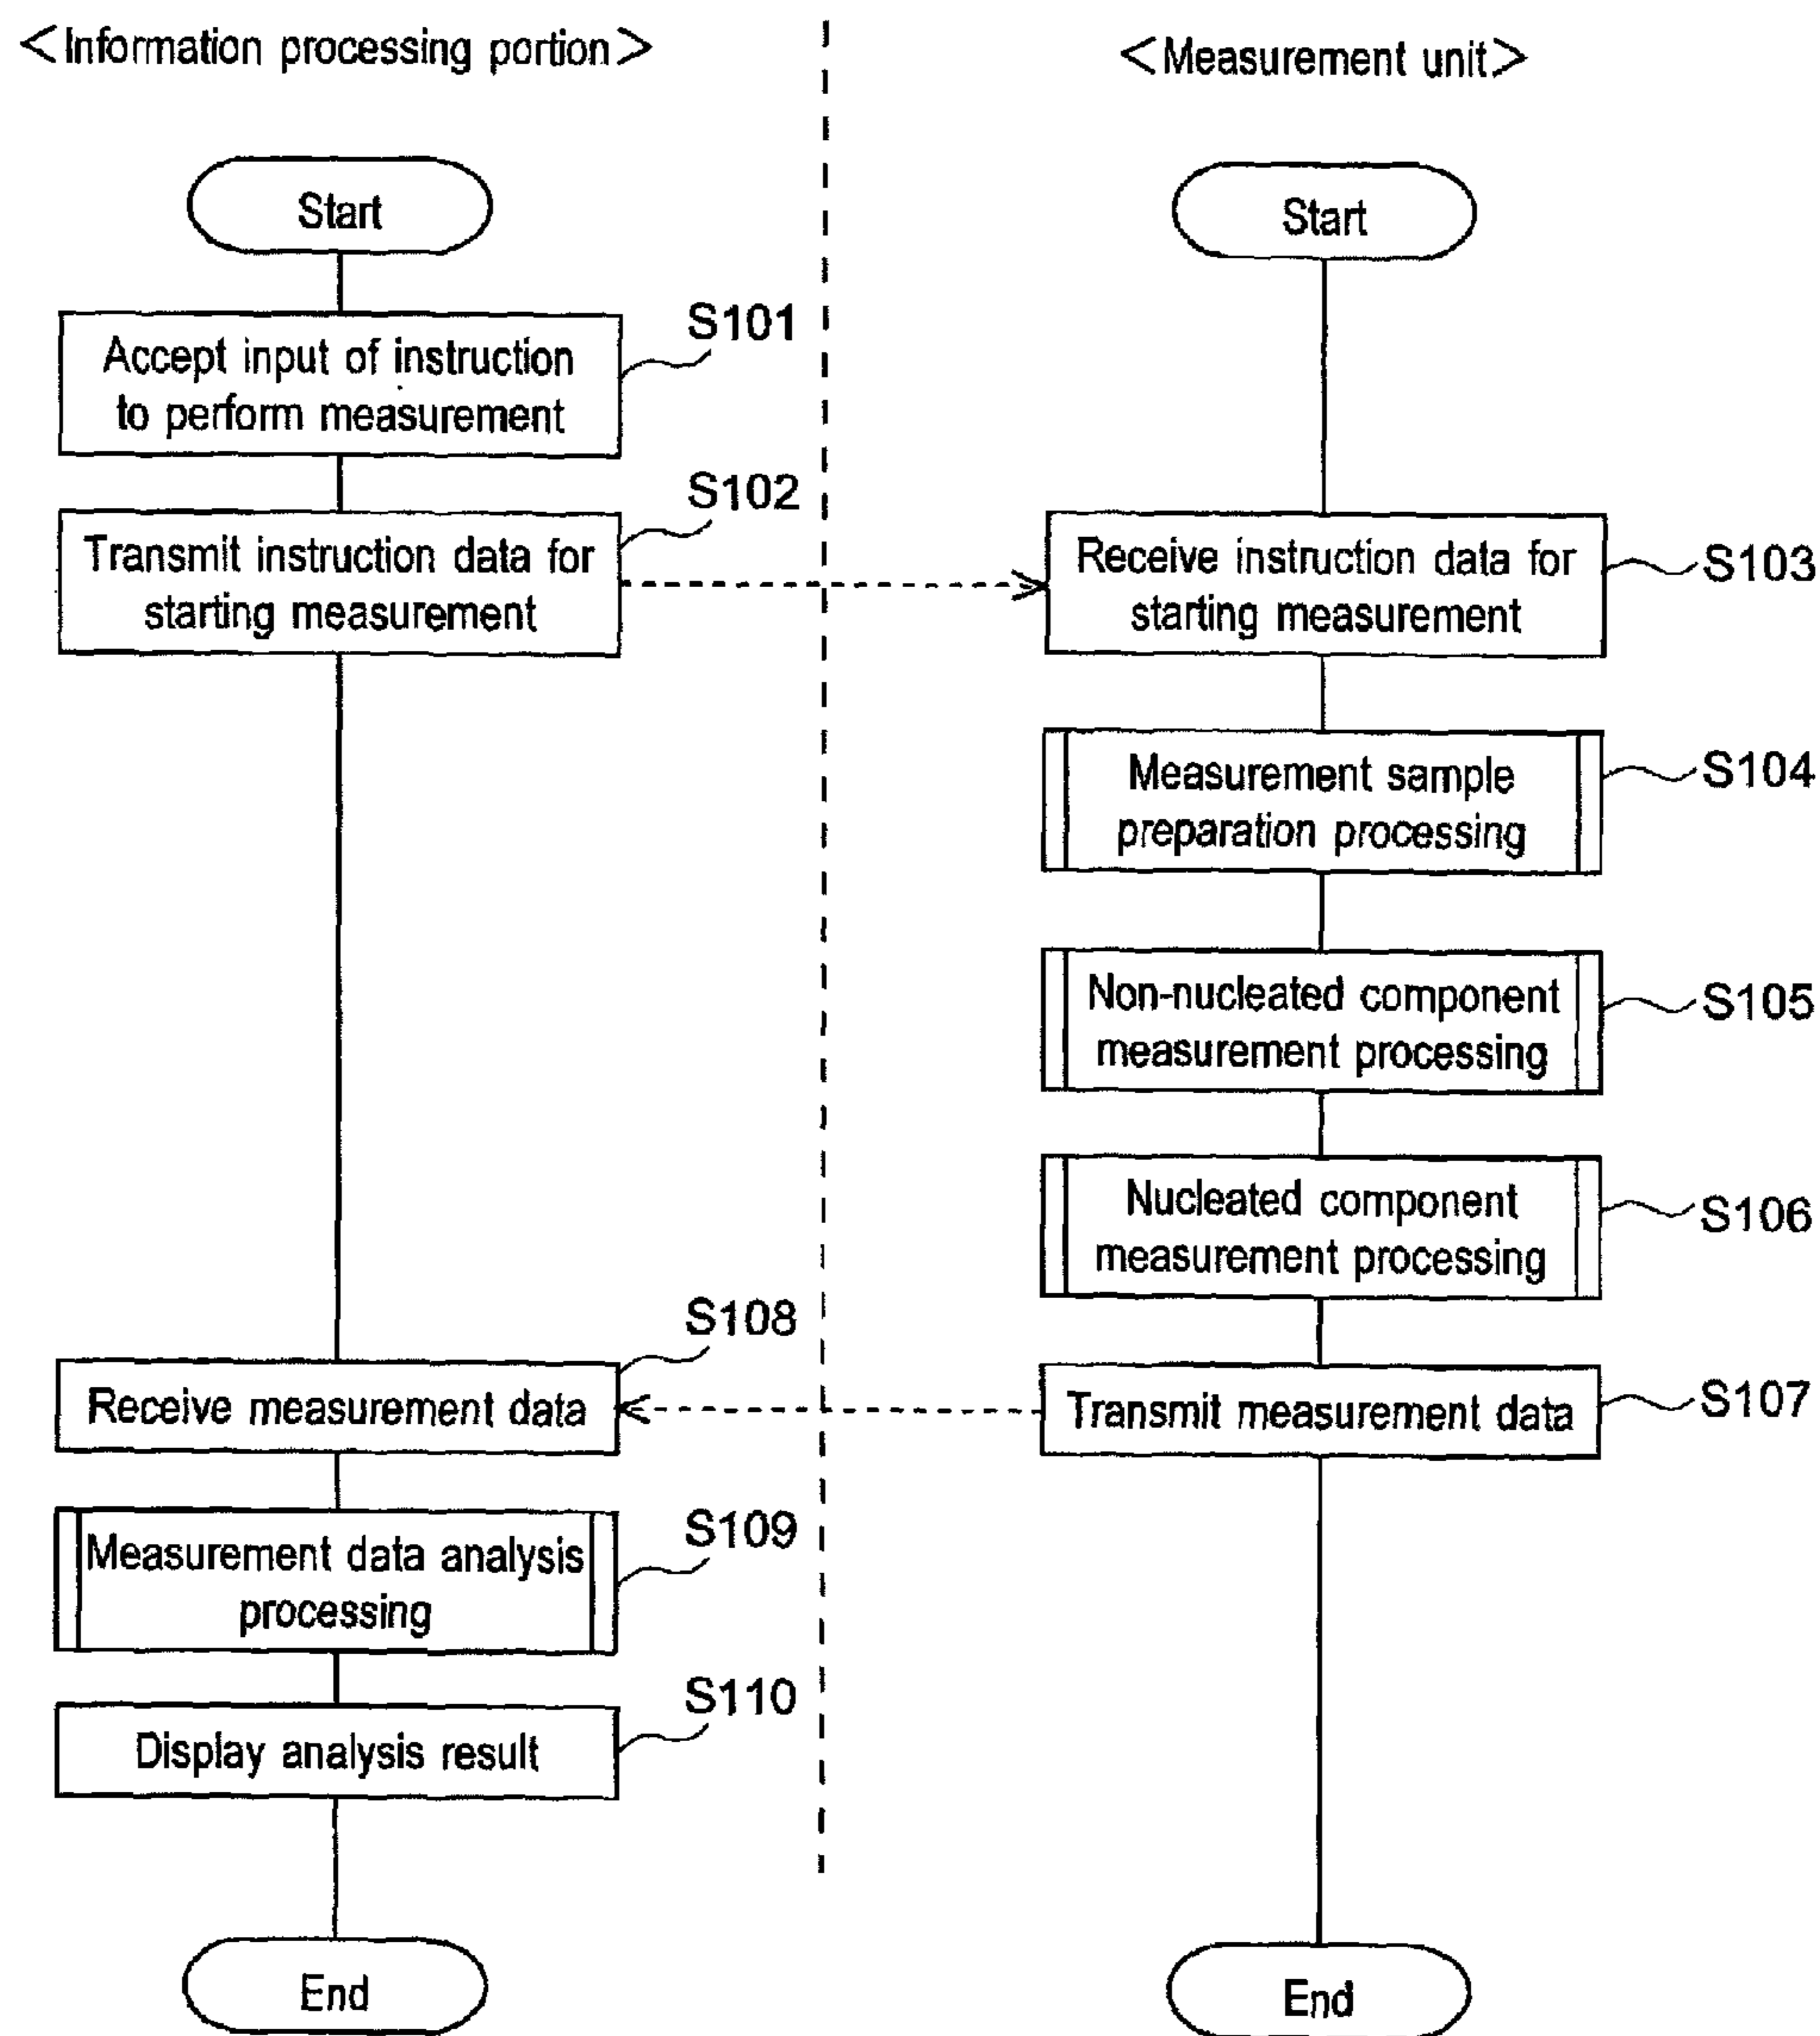 <Information processing portion>
Start
Accept input of instruction
to perform measurement
S101
Transmit instruction data for
starting measurement
S102
Receive measurement data
S108
Measurement data analysis
processing
S109
Display analysis result
S110
End
<Measurement unit>
Start
Receive instruction data for
starting measurement
S103
Measurement sample
preparation processing
S104
Non-nucleated component
measurement processing
S105
Nucleated component
measurement processing
S106
Transmit measurement data
S107
End